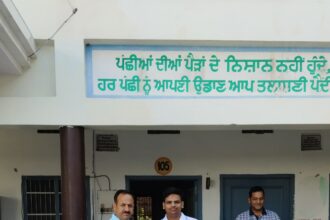 ਪੰਛੀਆਂ ਦੀਆਂ ਪੈੜਾਂ ਦੇ ਨਿਸ਼ਾਨ ਨਹੀਂ ਹੁੰਦੇ
ਹਰ ਪੰਛੀ ਨੂੰ ਆਪਣੀ ਉਡਾਣ ਆਪ ਤਲਾਸ਼ਣੀ ਪੈਂਦੀ
105